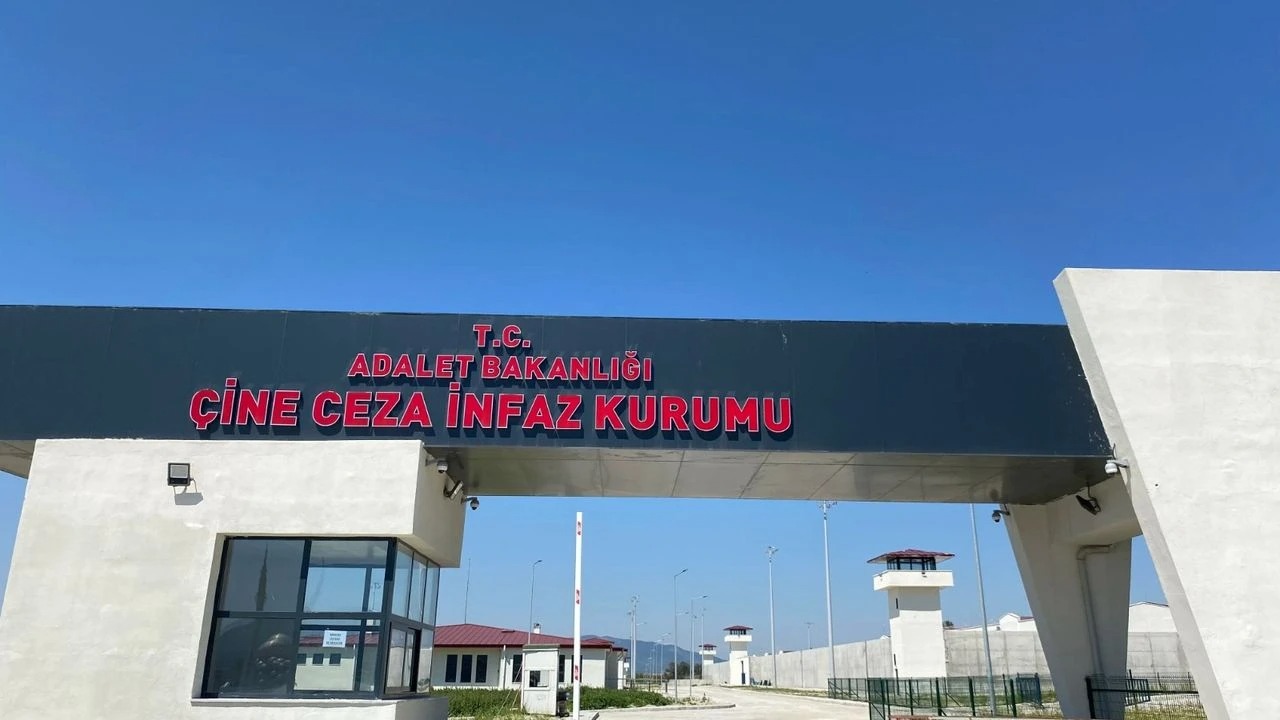 T.C.
ADALET BAKANLIĞI
ÇİNE CEZA İNFAZ KURUMU